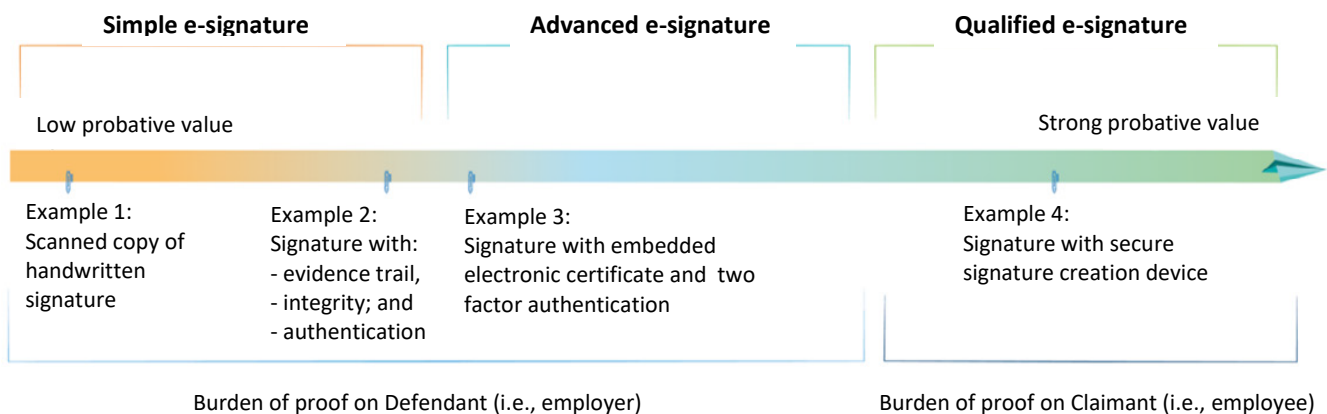 Simple e-signature
Advanced e-signature
Qualified e-signature
Low probative value
Strong probative value
Example 1:
Scanned copy of
handwritten
signature
Example 2:
Signature with:
- evidence trail,
- integrity; and
- authentication
Example 3:
Signature with embedded
electronic certificate and two
factor authentication
Example 4:
Signature with secure
signature creation device
Burden of proof on Defendant (i.e., employer)
Burden of proof on Claimant (i.e., employee)